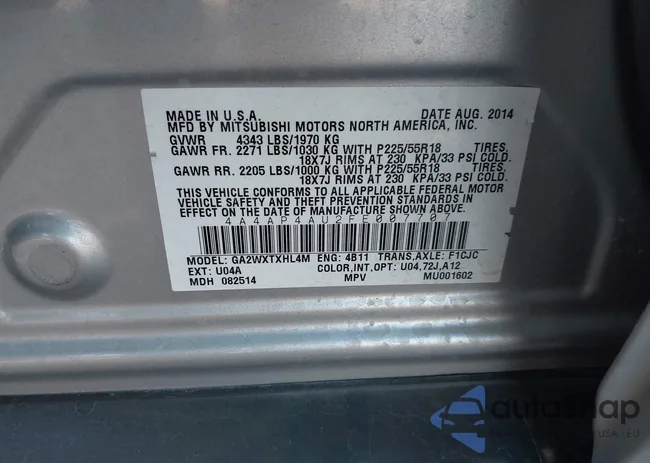 MADE IN U.S.A. DATE AUG. 2014
MFD BY MITSUBISHI MOTORS NORTH AMERICA, INC.
GVWR 4343 LBS/1970 KG
GAWR FR. 2271 LBS/1030 KG WITH P225/55R18 TIRES,
18X7J RIMS AT 230 KPA/33 PSI COLD.
GAWR RR. 2205 LBS/1000 KG WITH P225/55R18 TIRES,
18X7J RIMS AT 230 KPA/33 PSI COLD.
THIS VEHICLE CONFORMS TO ALL APPLICABLE FEDERAL MOTOR
VEHICLE SAFETY AND THEFT PREVENTION STANDARDS IN
EFFECT ON THE DATE OF MANUFACTURE SHOWN ABOVE.
4A4AP4AU2FE007707
MODEL: GA2WXTXHL4M ENG: 4B11 TRANS,AXLE: F1CJC
EXT: U04A COLOR,INT,OPT: U04,72J,A12
MDH 082514 MPV MU001602
autoSnap